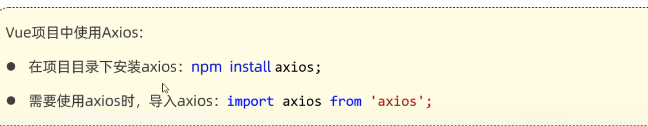 Vue项目中使用Axios：
● 在项目目录下安装axios：npm install axios;
● 需要使用axios时，导入axios：import axios from 'axios';